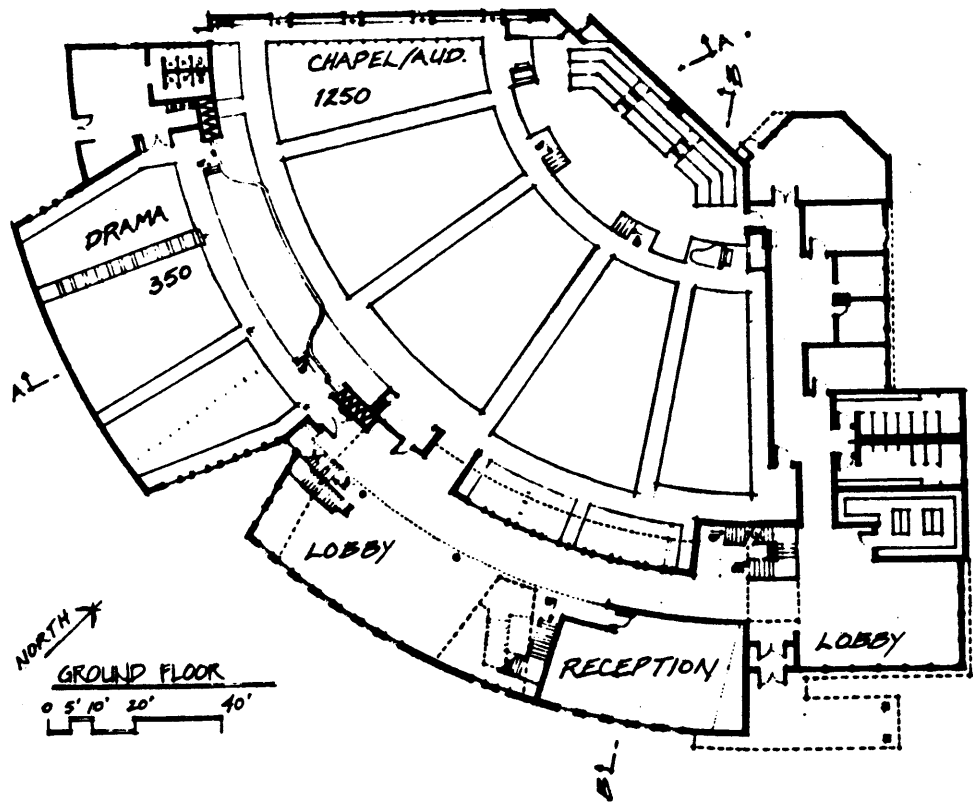 CHAPEL/AUD.
1250
A
B
DRAMA
350
A
LOBBY
NORTH
LOBBY
RECEPTION
GROUND FLOOR
0 5' 10' 20' 40'
B